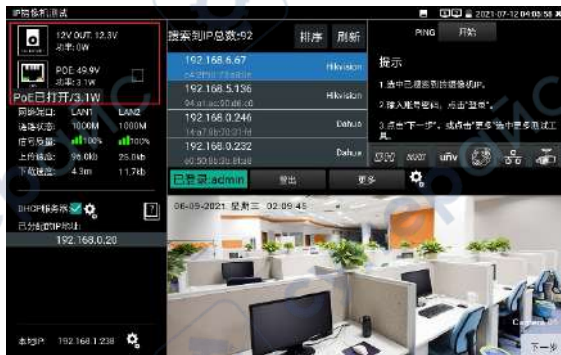 IP摄像机测试
2021-07-12 04:05:58
12V OUT: 12.3V
功率: 0W
POE: 49.9V
功率: 3.1W
PoE已打开/3.1W
网络端口: LAN1 LAN2
连接状态: 1000M 1000M
信号质量: 100% 100%
上传速度: 96.0kb 25.0kb
下载速度: 4.3m 11.7kb
DHCP服务器:
已分配的IP地址:
192.168.0.20
本地IP: 192.168.1.238
搜索到IP总数:92 排序 刷新
192.168.6.67
Hikvision
192.168.5.136
Hikvision
192.168.0.246
Dahua
192.168.0.232
Dahua
已登录:admin 登出 更多
PING 开始
提示
1.选中已搜索到的摄像机IP。
2.输入账号密码，点击"登录"。
3.点击"下一步"，或点击"更多"选中更多测试工具。
unv
06-09-2021 星期三 02:09:45
Camera 01
下一步